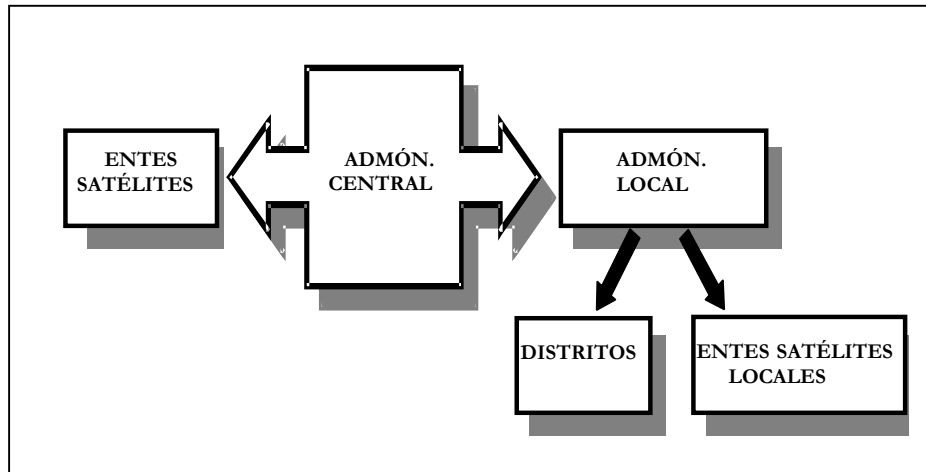 ENTES
SATÉLITES
ADMÓN.
CENTRAL
ADMÓN.
LOCAL
DISTRITOS
ENTES SATÉLITES
LOCALES